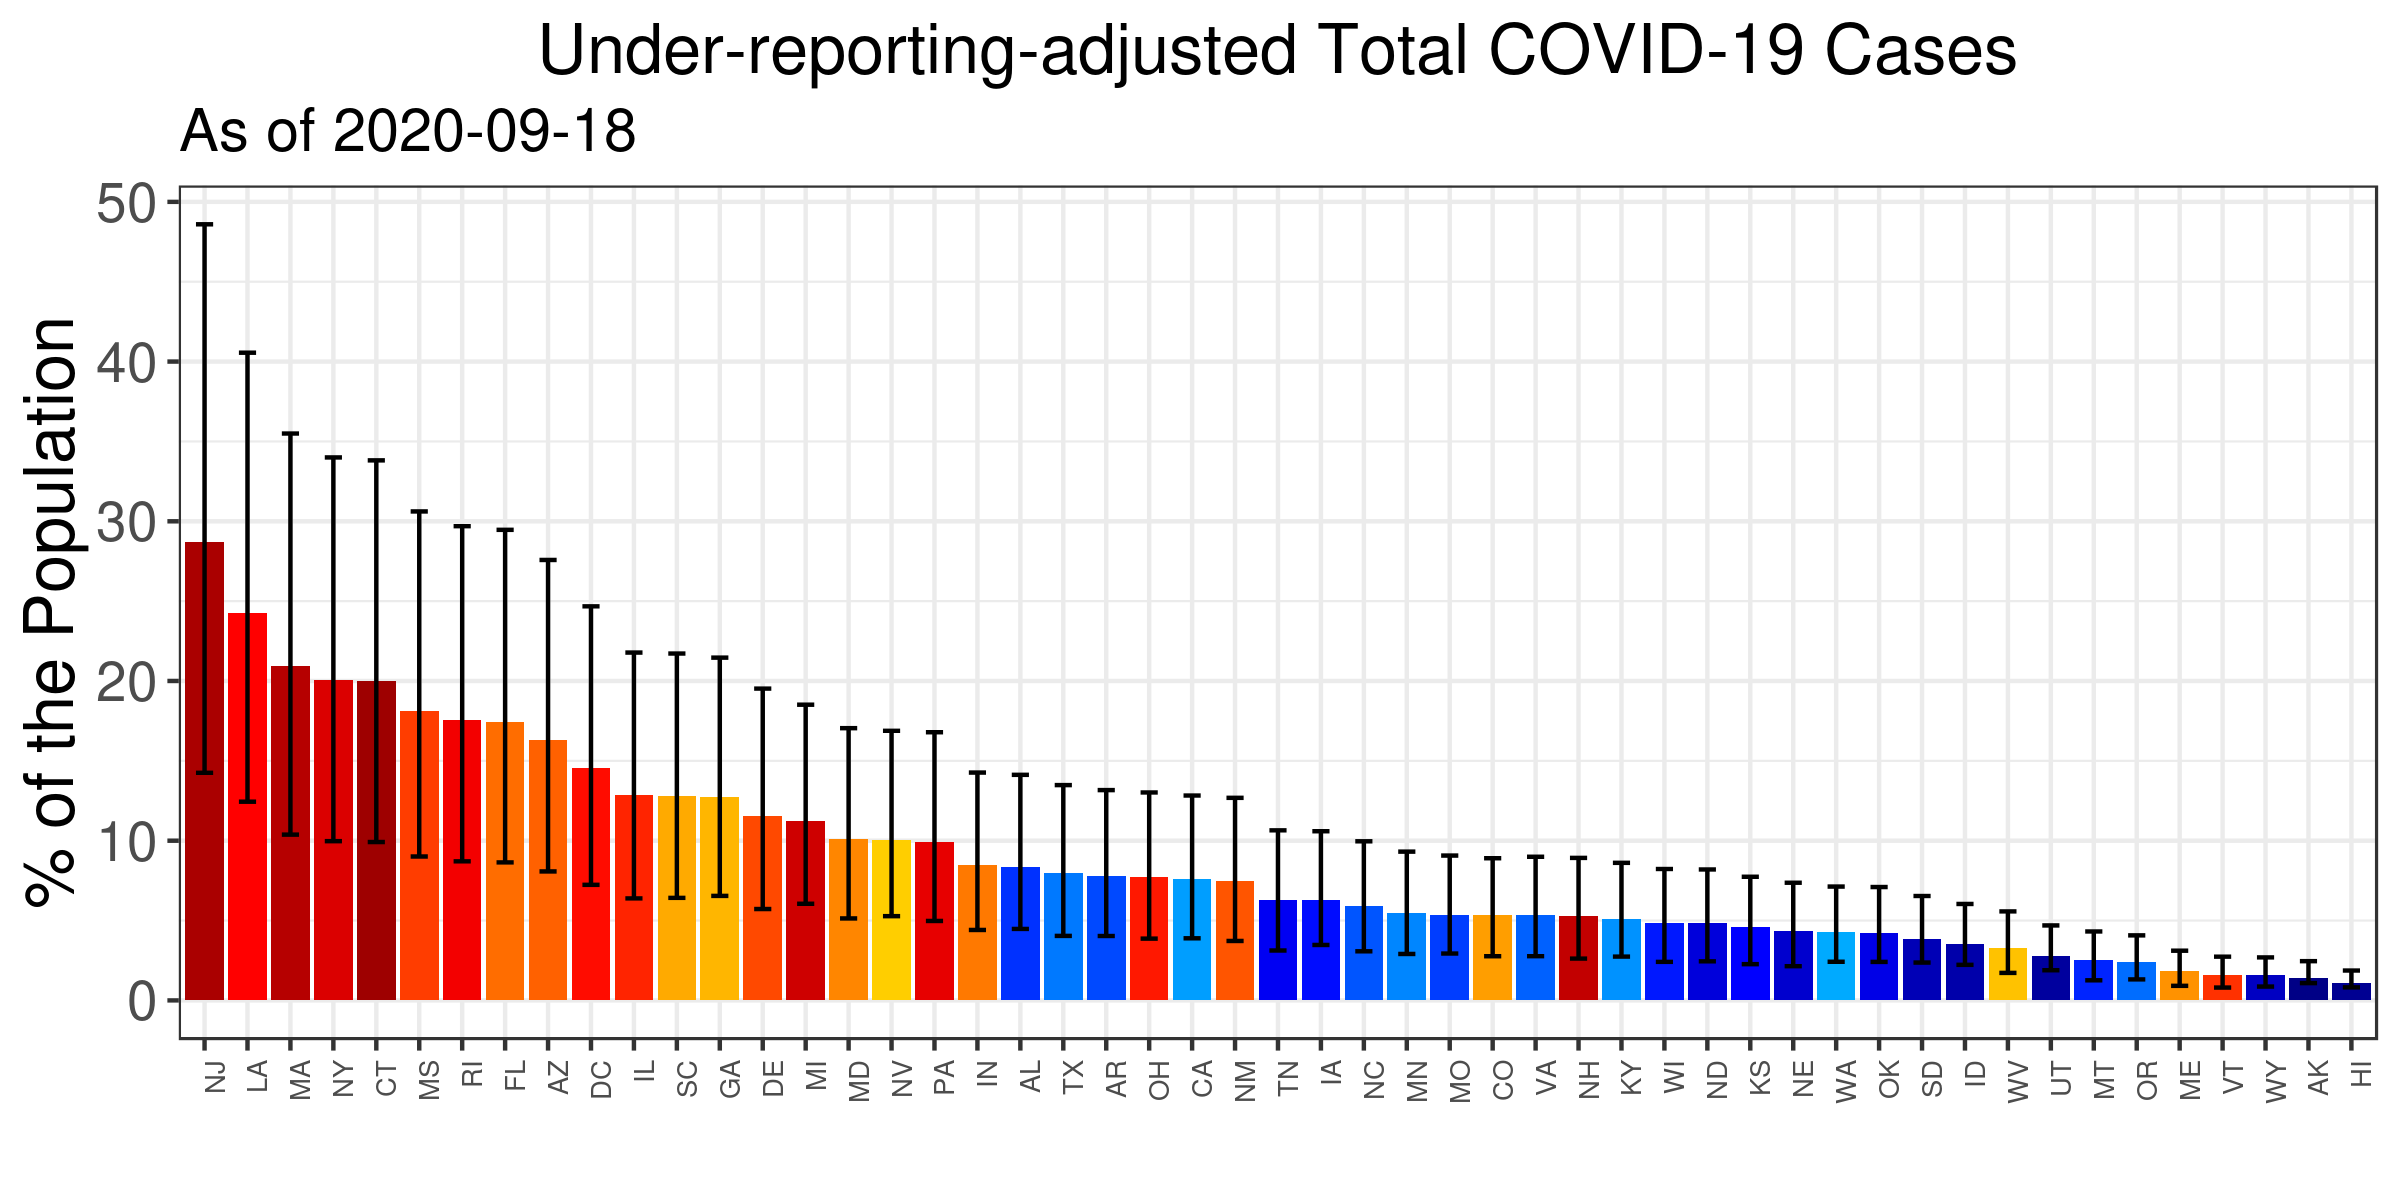 Under-reporting-adjusted Total COVID-19 Cases
As of 2020-09-18
% of the Population
50
40
30
20
10
0
NJ LA MA NY CT MS RI FL AZ DC IL SC GA DE MI MD NV PA IN AL TX AR OH CA NM TN IA NC MN MO CO VA NH KY WI ND KS NE WA OK SD ID WV UT MT OR ME VT WY AK HI